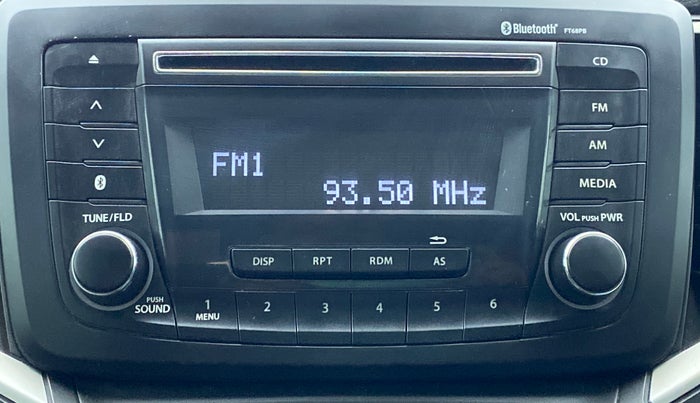 Bluetooth® FT68PB
CD
FM
AM
MEDIA
FM1
93.50 MHz
TUNE/FLD
VOL PUSH PWR
DISP RPT RDM AS
PUSH
SOUND
1 2 3 4 5 6
MENU